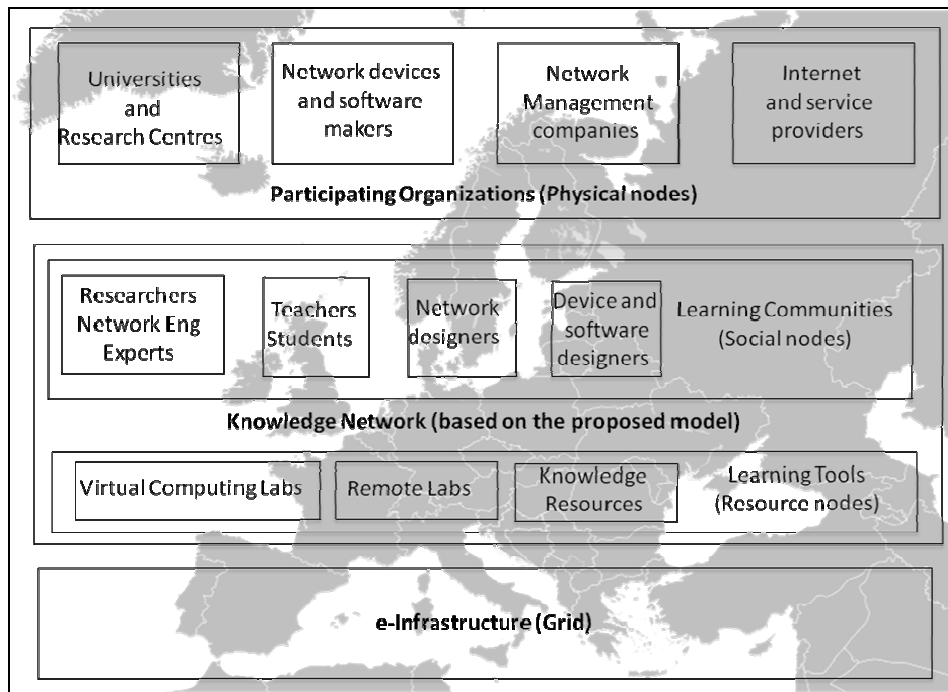 Universities
and
Research Centres
Network devices
and software
makers
Network
Management
companies
Internet
and service
providers
Participating Organizations (Physical nodes)
Researchers
Network Eng
Experts
Teachers
Students
Network
designers
Device and
software
designers
Learning Communities
(Social nodes)
Knowledge Network (based on the proposed model)
Virtual Computing Labs
Remote Labs
Knowledge
Resources
Learning Tools
(Resource nodes)
e-Infrastructure (Grid)